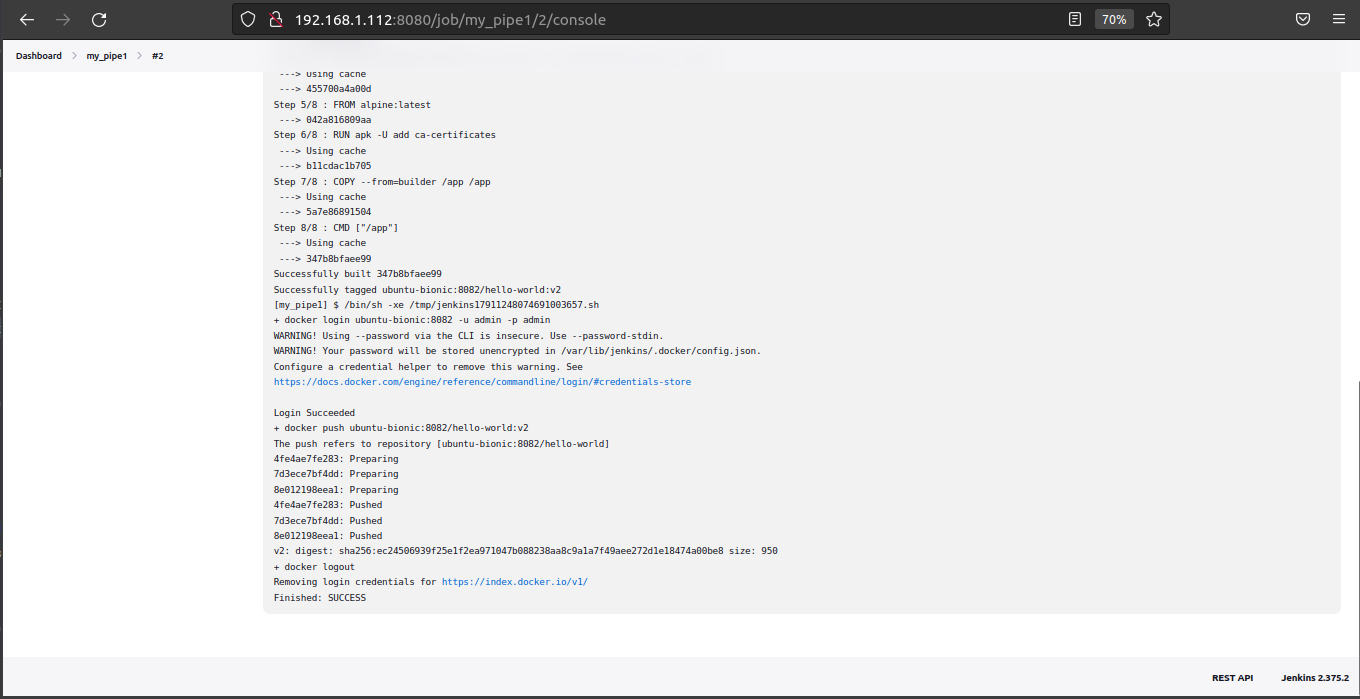 192.168.1.112:8080/job/my_pipe1/2/console
70%
Dashboard
my_pipe1
#2
---> Using cache
---> 455700a4a00d
Step 5/8 : FROM alpine:latest
---> 042a816809aa
Step 6/8 : RUN apk -U add ca-certificates
---> Using cache
---> b11cdac1b705
Step 7/8 : COPY --from=builder /app /app
---> Using cache
---> 5a7e86891504
Step 8/8 : CMD ["/app"]
---> Using cache
---> 347b8bfaee99
Successfully built 347b8bfaee99
Successfully tagged ubuntu-bionic:8082/hello-world:v2
[my_pipe1] $ /bin/sh -xe /tmp/jenkins17911248074691003657.sh
+ docker login ubuntu-bionic:8082 -u admin -p admin
WARNING! Using --password via the CLI is insecure. Use --password-stdin.
WARNING! Your password will be stored unencrypted in /var/lib/jenkins/.docker/config.json.
Configure a credential helper to remove this warning. See
https://docs.docker.com/engine/reference/commandline/login/#credentials-store
Login Succeeded
+ docker push ubuntu-bionic:8082/hello-world:v2
The push refers to repository [ubuntu-bionic:8082/hello-world]
4fe4ae7fe283: Preparing
7d3ece7bf4dd: Preparing
8e012198eea1: Preparing
4fe4ae7fe283: Pushed
7d3ece7bf4dd: Pushed
8e012198eea1: Pushed
v2: digest: sha256:ec24506939f25e1f2ea971047b088238aa8c9a1a7f49aee272d1e18474a00be8 size: 950
+ docker logout
Removing login credentials for https://index.docker.io/v1/
Finished: SUCCESS
REST API
Jenkins 2.375.2